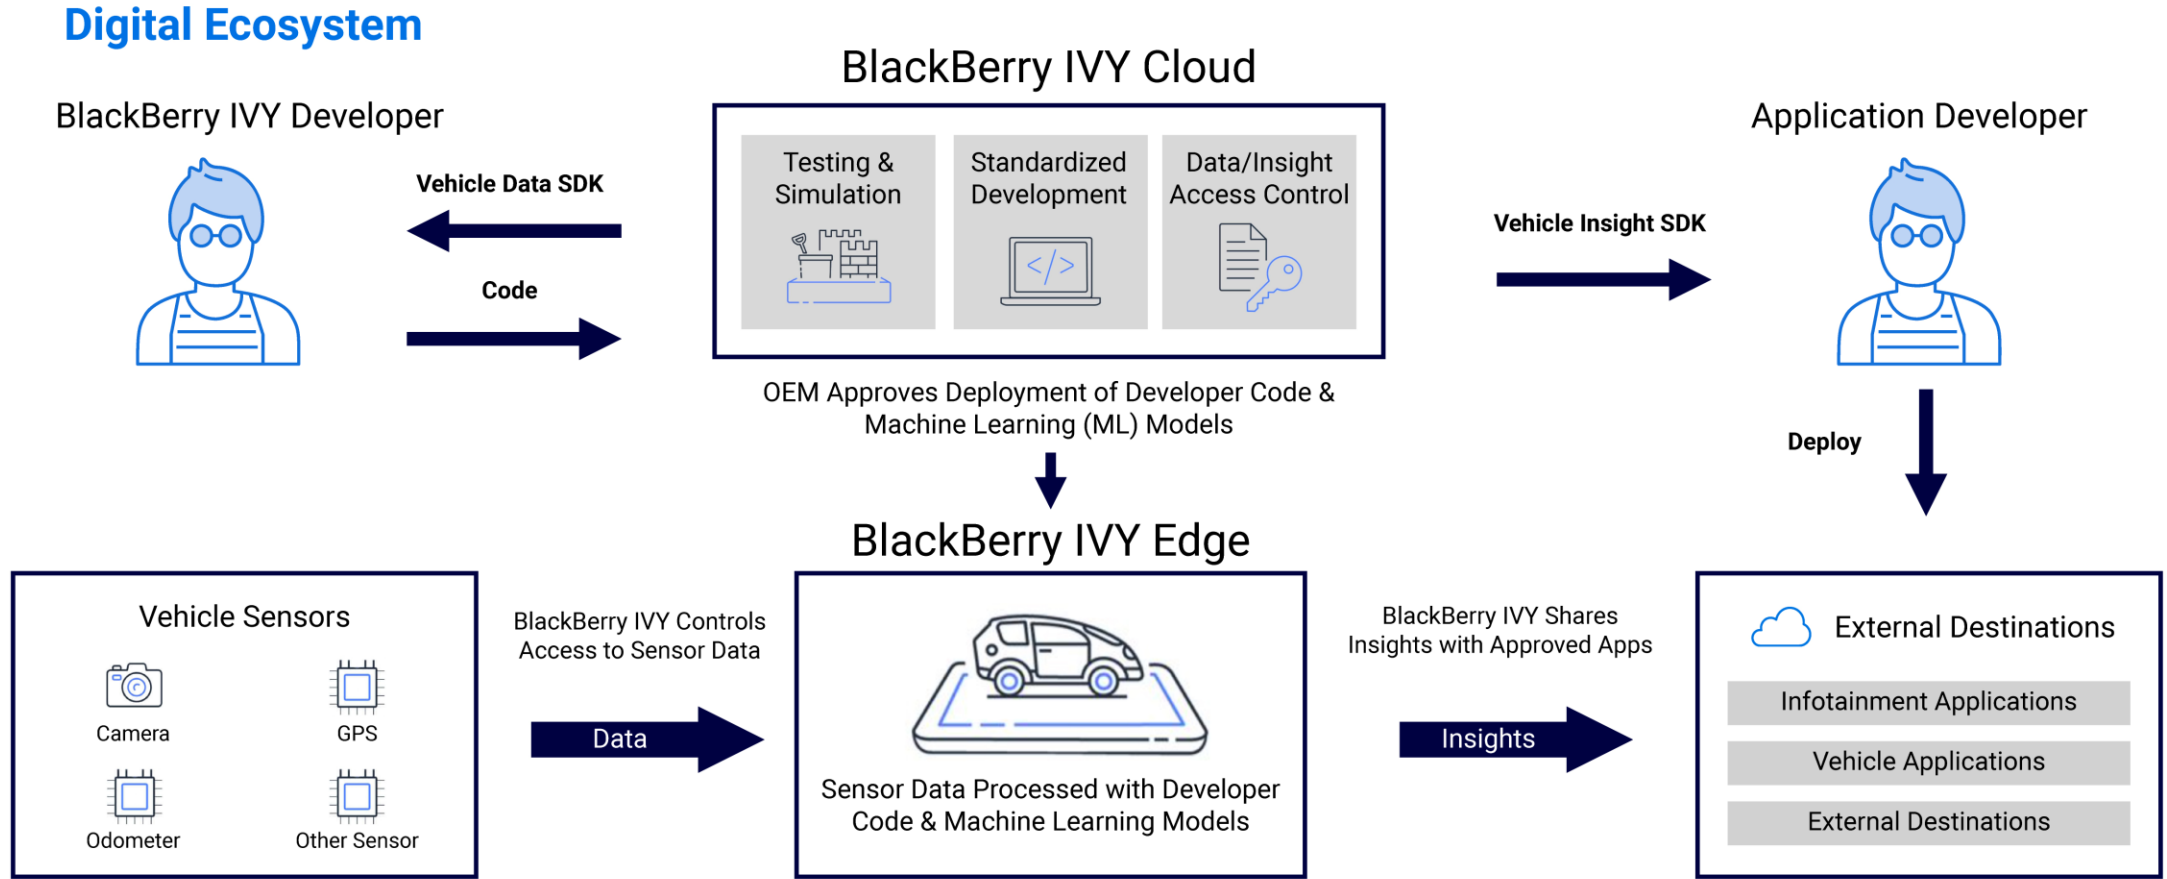 Digital Ecosystem
BlackBerry IVY Developer
Vehicle Data SDK
Code
BlackBerry IVY Cloud
Testing &
Simulation
Standardized
Development
Data/Insight
Access Control
</>
Vehicle Insight SDK
Application Developer
Deploy
OEM Approves Deployment of Developer Code &
Machine Learning (ML) Models
Vehicle Sensors
Camera
GPS
Odometer
Other Sensor
BlackBerry IVY Controls
Access to Sensor Data
Data
BlackBerry IVY Edge
Sensor Data Processed with Developer
Code & Machine Learning Models
BlackBerry IVY Shares
Insights with Approved Apps
Insights
External Destinations
Infotainment Applications
Vehicle Applications
External Destinations